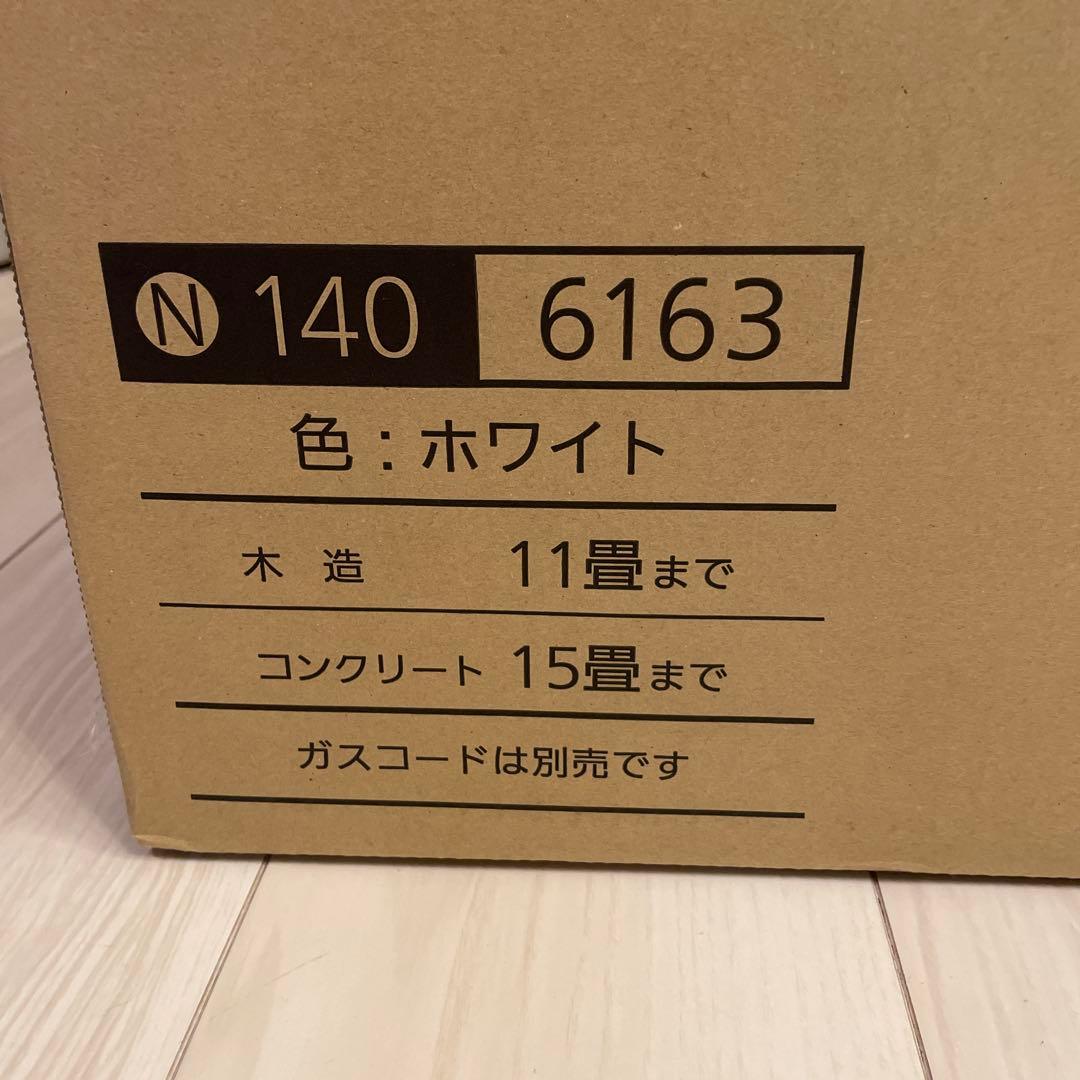 Ⓝ 140 6163
色：ホワイト
木造 11畳まで
コンクリート 15畳まで
ガスコードは別売です